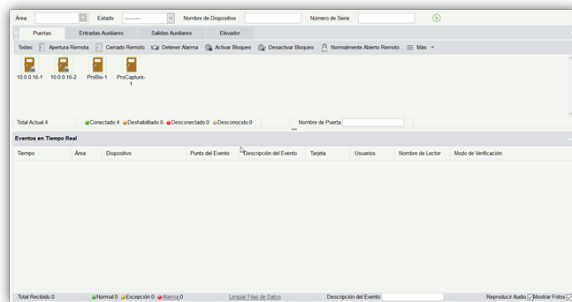 Área Estado --------- Nombre de Dispositivo Número de Serie
Puertas Entradas Auxiliares Salidas Auxiliares Elevador
Todas Apertura Remota Cerrado Remoto Detener Alarma Activar Bloqueo Desactivar Bloqueo Normalmente Abierto Remoto Más
10.0.0.16-1 10.0.0.16-2 ProBio-1 ProCapture-
1
Total Actual:4 Conectado:4 Deshabilitado:0 Desconectado:0 Desconocido:0 Nombre de Puerta
Eventos en Tiempo Real
Tiempo Área Dispositivo Punto del Evento Descripción del Evento Tarjeta Usuarios Nombre de Lector Modo de Verificación
Total Recibido:0 Normal:0 Excepción:0 Alarma:0 Limpiar Filas de Datos Descripción del Evento Reproducir Audio Mostrar Fotos